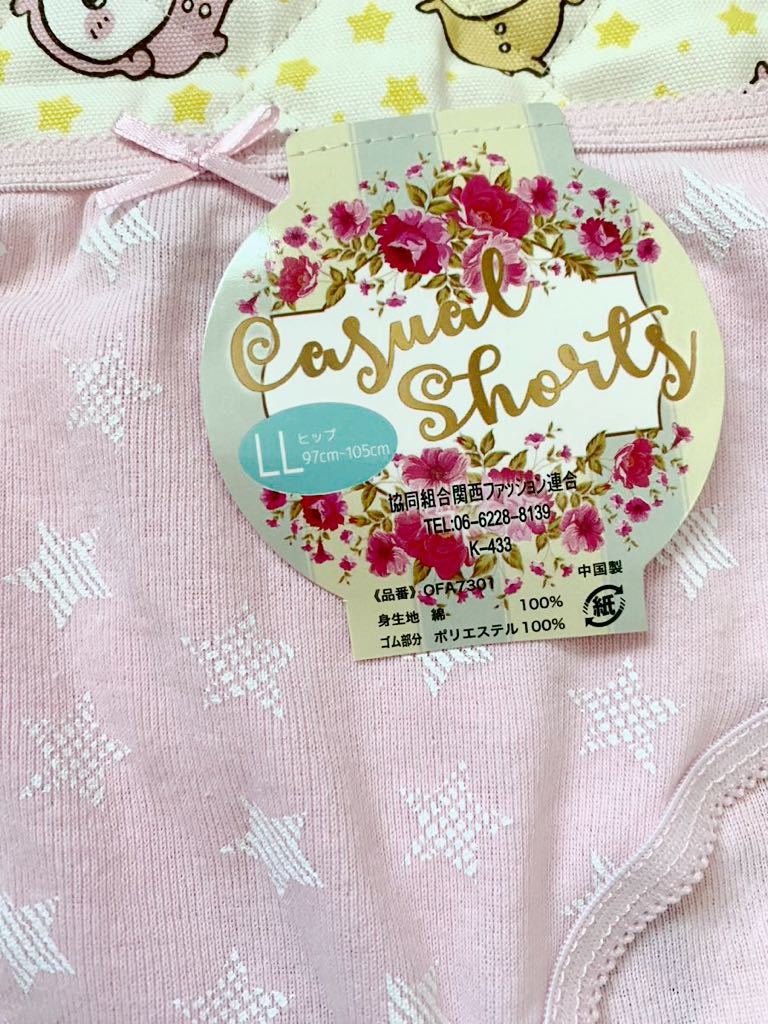 Casual
Shorts
LL ヒップ
97cm-105cm
協同組合関西ファッション連合
TEL:06-6228-8139
K-433
《品番》OFA7301
中国製
身生地 綿 100%
ゴム部分 ポリエステル100%
紙